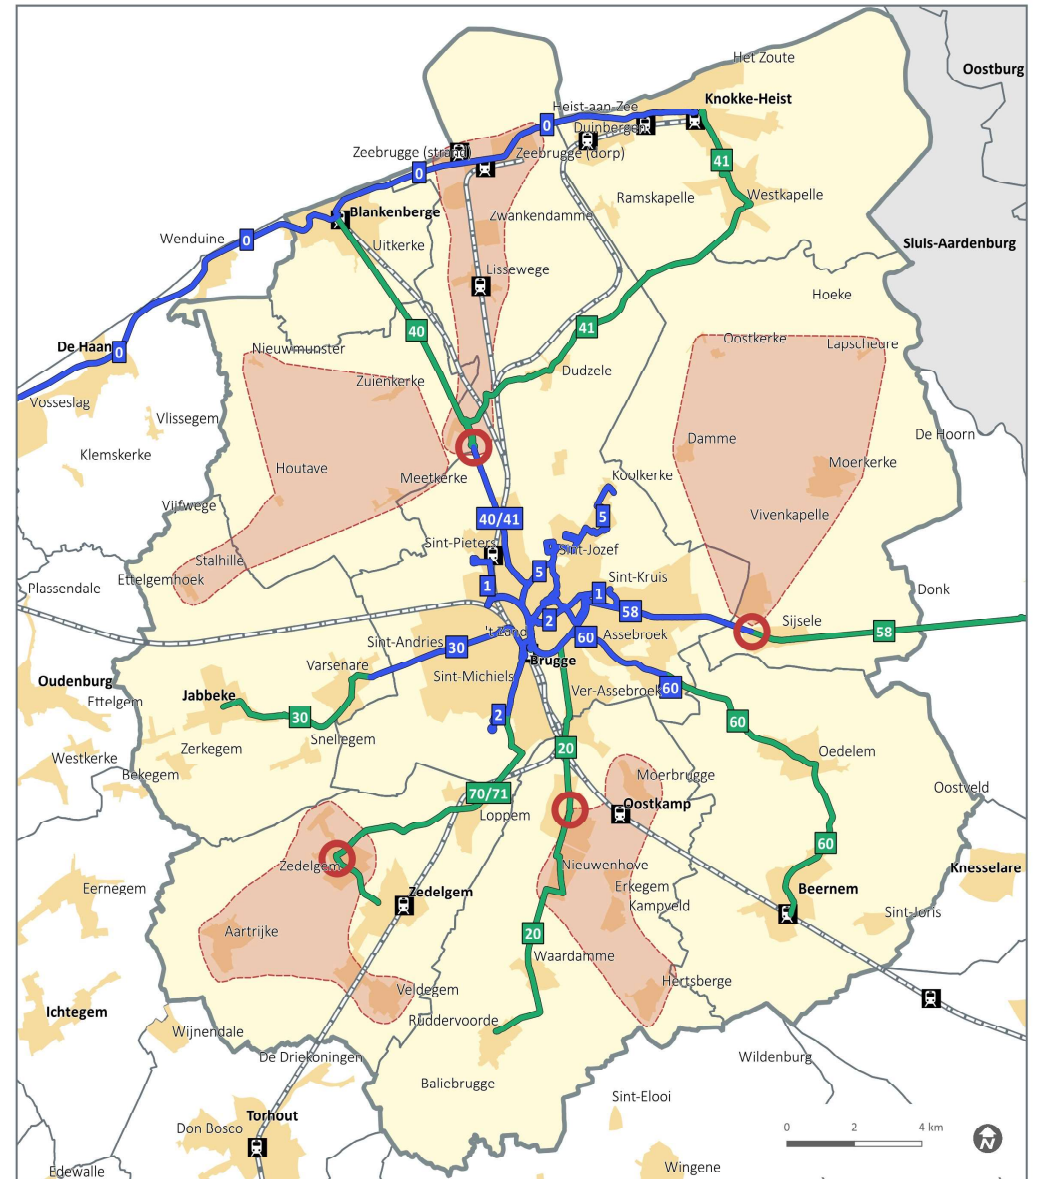 Het Zoute
Oostburg
Knokke-Heist
Heist-aan-Zee
0
Duinbergen
Zeebrugge (strand)
Zeebrugge (dorp)
41
0
Ramskapelle
Westkapelle
Blankenberge
Zwankendamme
Wenduine
0
Uitkerke
Sluis-Aardenburg
Lissewege
Hoeke
40
41
De Haan
0
Nieuwmunster
Oostkerke
Lapscheure
Zuienkerke
Dudzele
Vosseslag
Vlissegem
Damme
De Hoorn
Klemskerke
Houtave
Meetkerke
Koolkerke
Moerkerke
Vijfwege
40/41
5
Vivenkapelle
Sint-Pieters
Sint-Jozef
Stalhille
5
Ettelgemhoek
Sint-Kruis
Plassendale
1
1
Donk
58
2
Sijsele
't Zand
60
Assebroek
58
Sint-Andries
30
Brugge
Varsenare
Sint-Michiels
Oudenburg
Jabbeke
Ver-Assebroek
60
Ettelgem
30
2
60
Snellegem
Zerkegem
20
Oedelem
Westkerke
Bekegem
Moerbrugge
70/71
Oostveld
Loppem
Oostkamp
60
Zedelgem
Nieuwenhove
Knesselare
Eernegem
Zedelgem
Erkegem
Beernem
Kampveld
Sint-Joris
Aartrijke
20
Waardamme
Veldegem
Hertsberge
Ichtegem
Ruddervoorde
Wijnendale
De Driekoningen
Wildenburg
Baliebrugge
Sint-Elooi
Torhout
Don Bosco
0 2 4 km
N
Edewalle
Wingene